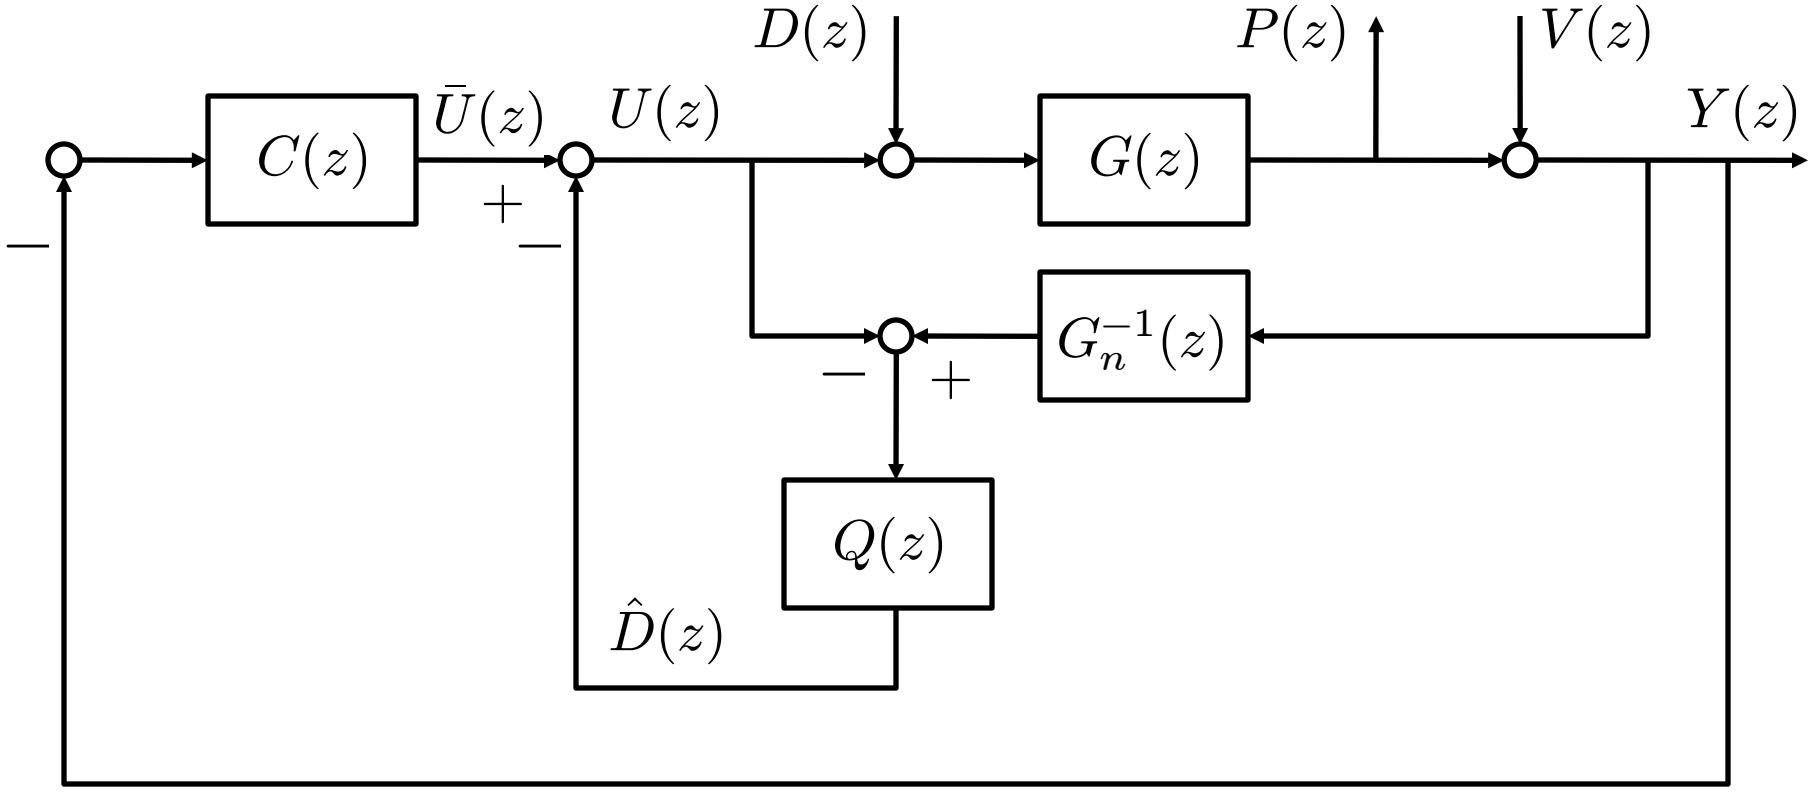 D(z) P(z) V(z)
Ū(z) U(z) Y(z)
C(z) G(z)
+
− −
G_n^{-1}(z)
− +
Q(z)
D̂(z)